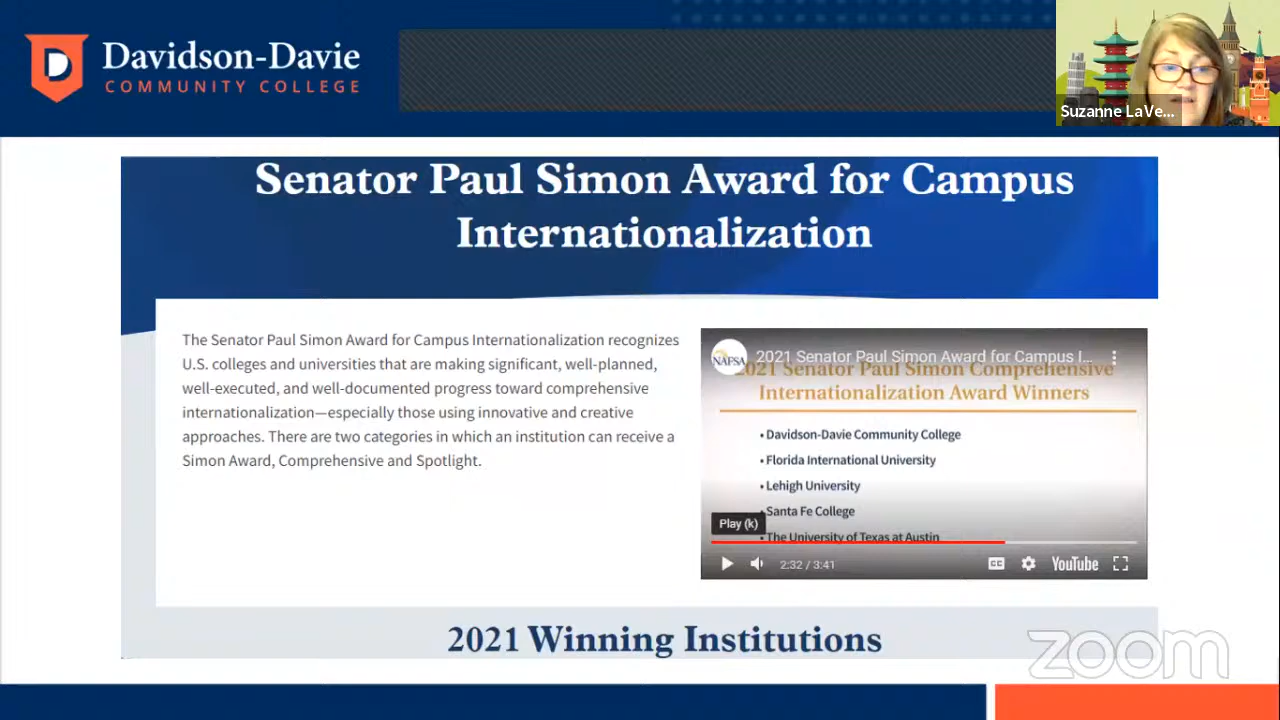 Davidson-Davie
COMMUNITY COLLEGE
Suzanne LaVe...
Senator Paul Simon Award for Campus
Internationalization
The Senator Paul Simon Award for Campus Internationalization recognizes
U.S. colleges and universities that are making significant, well-planned,
well-executed, and well-documented progress toward comprehensive
internationalization—especially those using innovative and creative
approaches. There are two categories in which an institution can receive a
Simon Award, Comprehensive and Spotlight.
NAFSA
2021 Senator Paul Simon Award for Campus I...
2021 Senator Paul Simon Comprehensive
Internationalization Award Winners
• Davidson-Davie Community College
• Florida International University
• Lehigh University
• Santa Fe College
Play (k)
• The University of Texas at Austin
2:32 / 3:41
CC
YouTube
2021 Winning Institutions
zoom